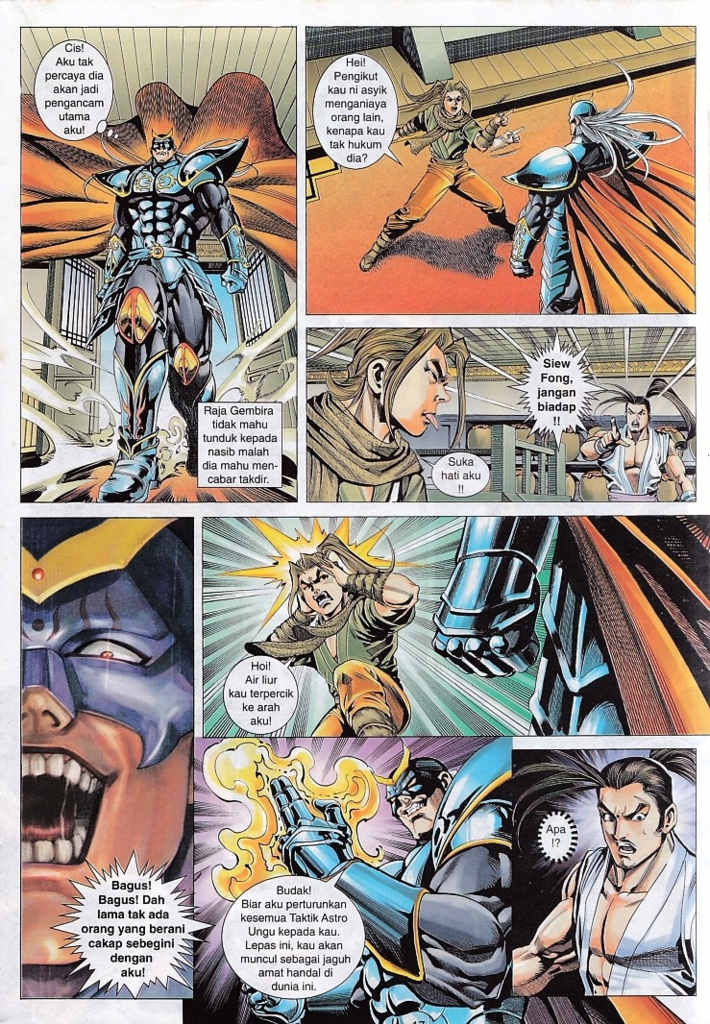 Cis!
Aku tak
percaya dia
akan jadi
pengancam
utama
aku!
Raja Gembira
tidak mahu
tunduk kepada
nasib malah
dia mahu men-
cabar takdir.
Hei!
Pengikut
kau ni asyik
menganiaya
orang lain,
kenapa kau
tak hukum
dia?
Siew
Fong,
jangan
biadap
!!
Suka
hati aku
!!
Bagus!
Bagus! Dah
lama tak ada
orang yang berani
cakap sebegini
dengan
aku!
Hoi!
Air liur
kau terpercik
ke arah
aku!
Budak!
Biar aku perturunkan
kesemua Taktik Astro
Ungu kepada kau.
Lepas ini, kau akan
muncul sebagai jaguh
amat handal di
dunia ini.
Apa
!?
17